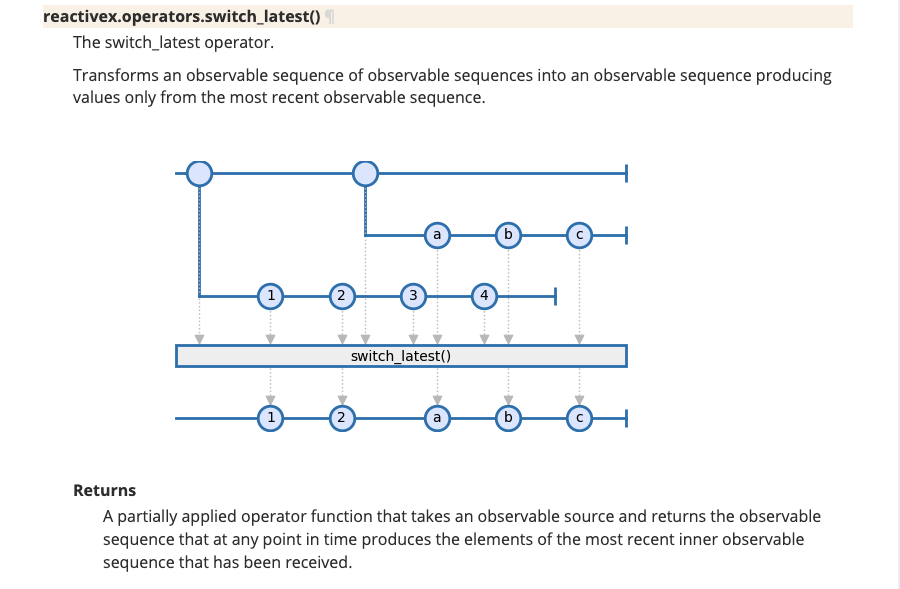 reactivex.operators.switch_latest() ¶
The switch_latest operator.
Transforms an observable sequence of observable sequences into an observable sequence producing
values only from the most recent observable sequence.
a b c
1 2 3 4
switch_latest()
1 2 a b c
Returns
A partially applied operator function that takes an observable source and returns the observable
sequence that at any point in time produces the elements of the most recent inner observable
sequence that has been received.